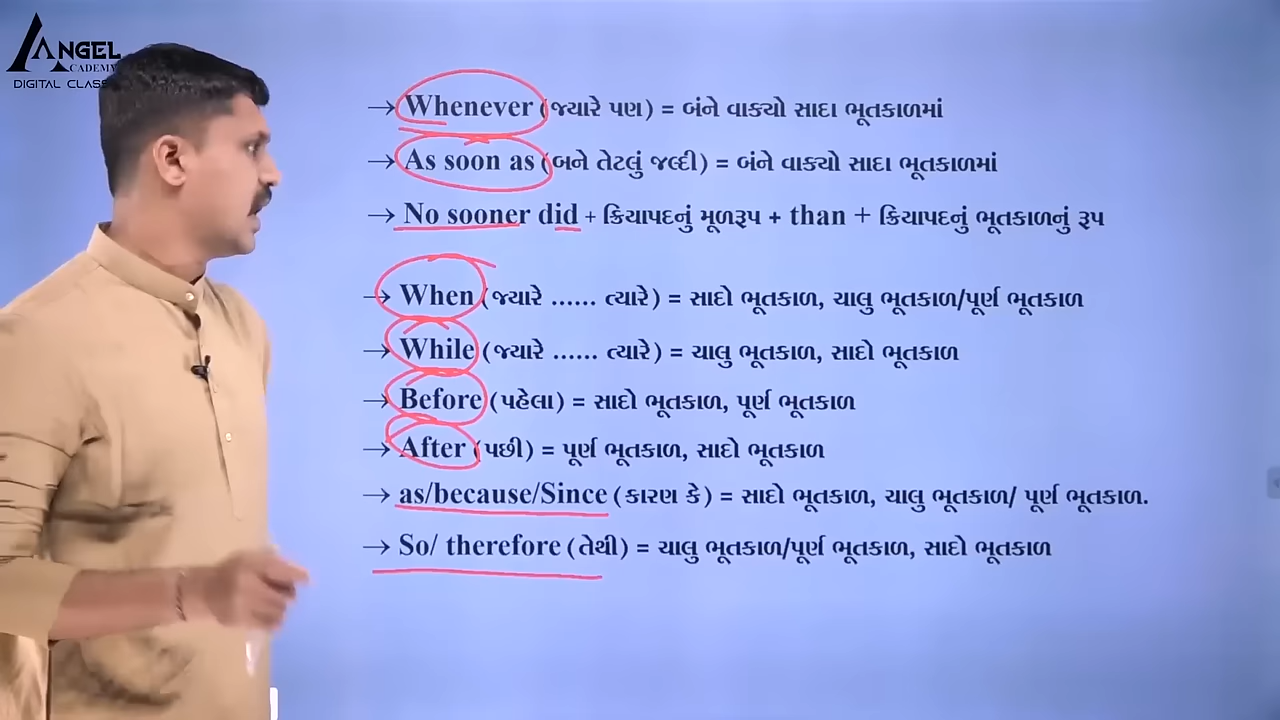 ANGEL
ACADEMY
DIGITAL CLASS
→ Whenever (જ્યારે પણ) = બંને વાક્યો સાદા ભૂતકાળમાં
→ As soon as (બને તેટલું જલ્દી) = બંને વાક્યો સાદા ભૂતકાળમાં
→ No sooner did + ક્રિયાપદનું મૂળરૂપ + than + ક્રિયાપદનું ભૂતકાળનું રૂપ
→ When (જ્યારે ...... ત્યારે) = સાદો ભૂતકાળ, ચાલુ ભૂતકાળ/પૂર્ણ ભૂતકાળ
→ While (જ્યારે ...... ત્યારે) = ચાલુ ભૂતકાળ, સાદો ભૂતકાળ
→ Before (પહેલા) = સાદો ભૂતકાળ, પૂર્ણ ભૂતકાળ
→ After (પછી) = પૂર્ણ ભૂતકાળ, સાદો ભૂતકાળ
→ as/because/Since (કારણ કે) = સાદો ભૂતકાળ, ચાલુ ભૂતકાળ/ પૂર્ણ ભૂતકાળ.
→ So/ therefore (તેથી) = ચાલુ ભૂતકાળ/પૂર્ણ ભૂતકાળ, સાદો ભૂતકાળ